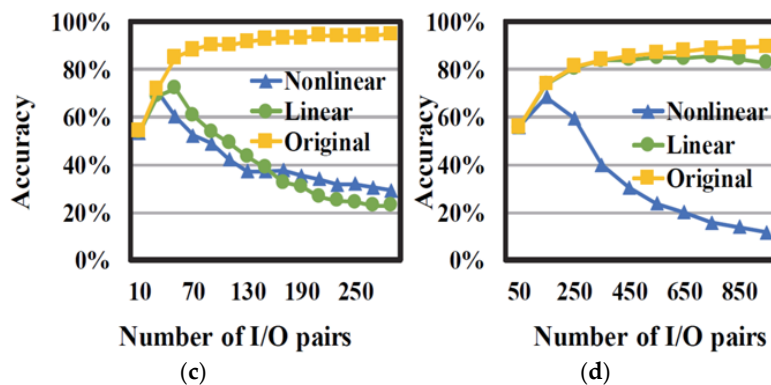 100%
80%
60%
40%
20%
0%
Accuracy
Nonlinear
Linear
Original
10 70 130 190 250
Number of I/O pairs
(c)
100%
80%
60%
40%
20%
0%
Accuracy
Nonlinear
Linear
Original
50 250 450 650 850
Number of I/O pairs
(d)